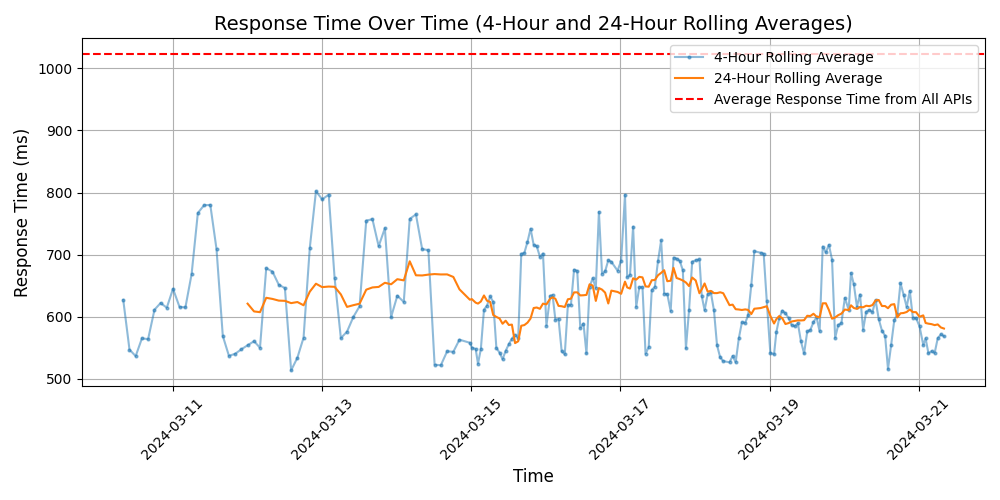 Response Time Over Time (4-Hour and 24-Hour Rolling Averages)
4-Hour Rolling Average
24-Hour Rolling Average
Average Response Time from All APIs
Response Time (ms)
1000
900
800
700
600
500
2024-03-11
2024-03-13
2024-03-15
2024-03-17
2024-03-19
2024-03-21
Time